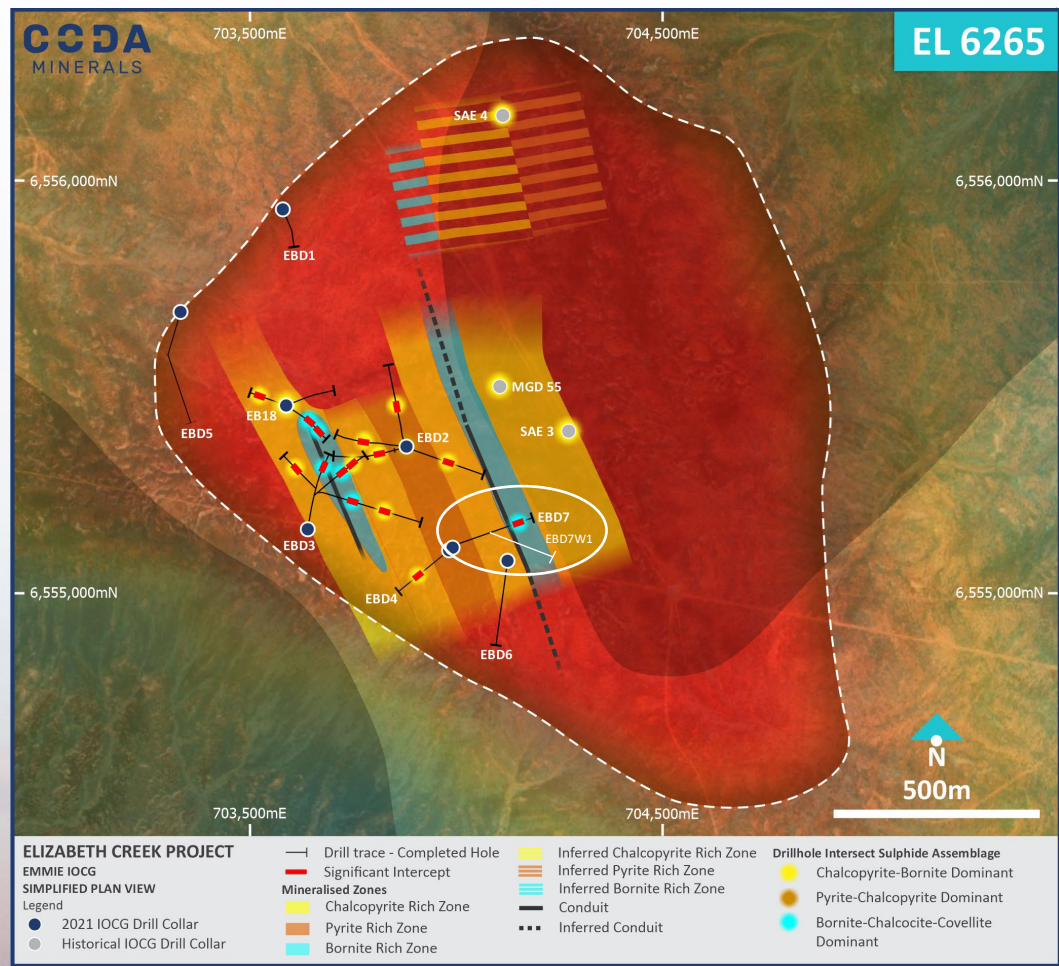 CODA
MINERALS
703,500mE
704,500mE
EL 6265
SAE 4
6,556,000mN
6,556,000mN
EBD1
MGD 55
EB18
EBD5
EBD2
SAE 3
EBD7
EBD7W1
EBD3
EBD4
6,555,000mN
6,555,000mN
EBD6
N
500m
703,500mE
704,500mE
ELIZABETH CREEK PROJECT
EMMIE IOCG
SIMPLIFIED PLAN VIEW
Legend
2021 IOCG Drill Collar
Historical IOCG Drill Collar
Drill trace - Completed Hole
Significant Intercept
Mineralised Zones
Chalcopyrite Rich Zone
Pyrite Rich Zone
Bornite Rich Zone
Inferred Chalcopyrite Rich Zone
Inferred Pyrite Rich Zone
Inferred Bornite Rich Zone
Conduit
Inferred Conduit
Drillhole Intersect Sulphide Assemblage
Chalcopyrite-Bornite Dominant
Pyrite-Chalcopyrite Dominant
Bornite-Chalcocite-Covellite
Dominant